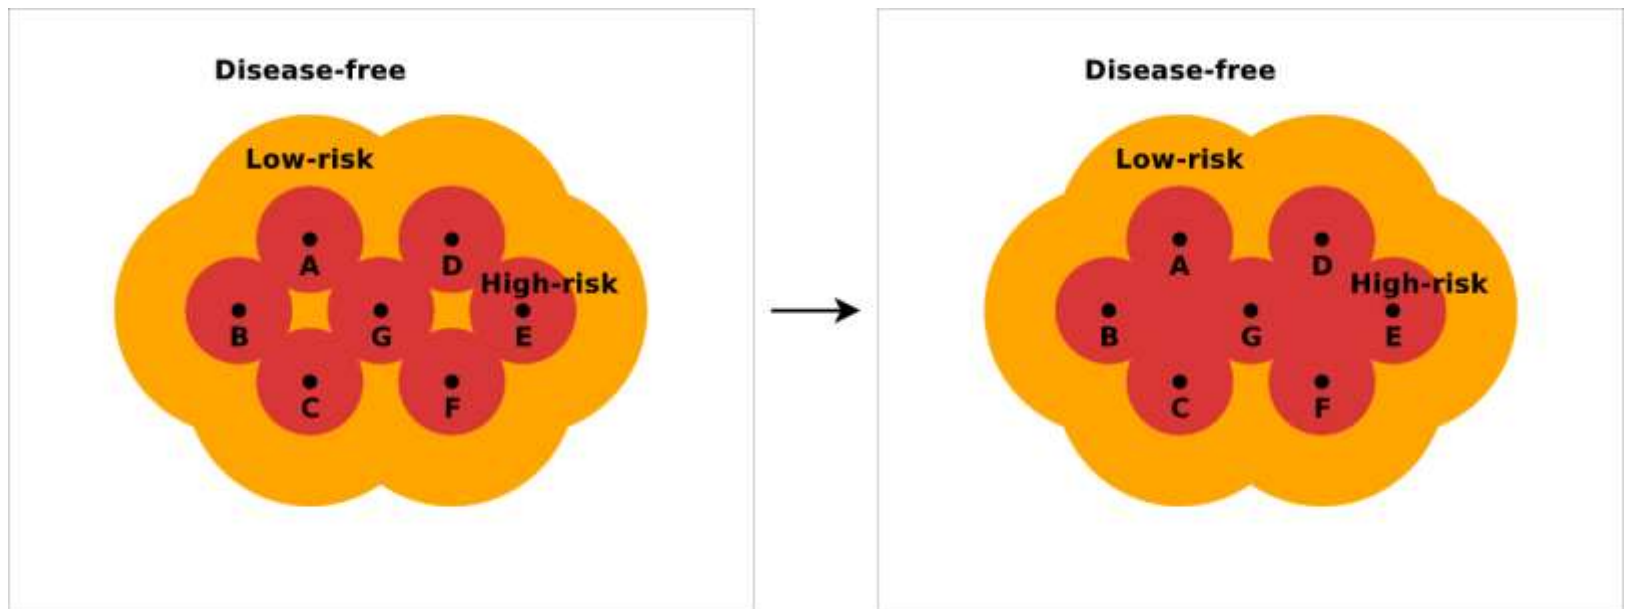 Disease-free
Low-risk
A
D
High-risk
B
G
E
C
F
Disease-free
Low-risk
A
D
High-risk
B
G
E
C
F